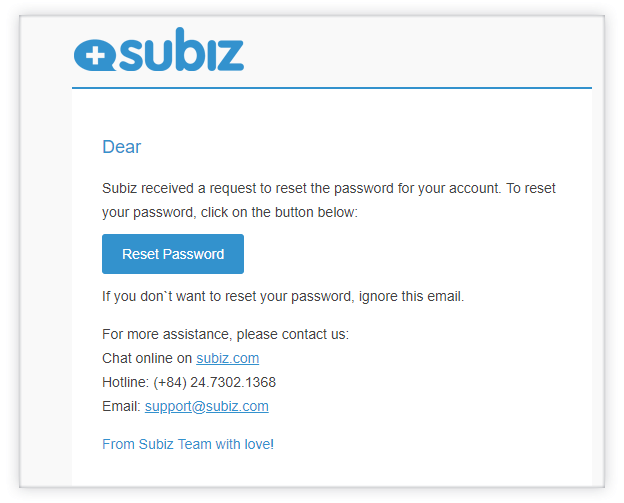 subiz
Dear
Subiz received a request to reset the password for your account. To reset
your password, click on the button below:
Reset Password
If you don`t want to reset your password, ignore this email.
For more assistance, please contact us:
Chat online on subiz.com
Hotline: (+84) 24.7302.1368
Email: support@subiz.com
From Subiz Team with love!